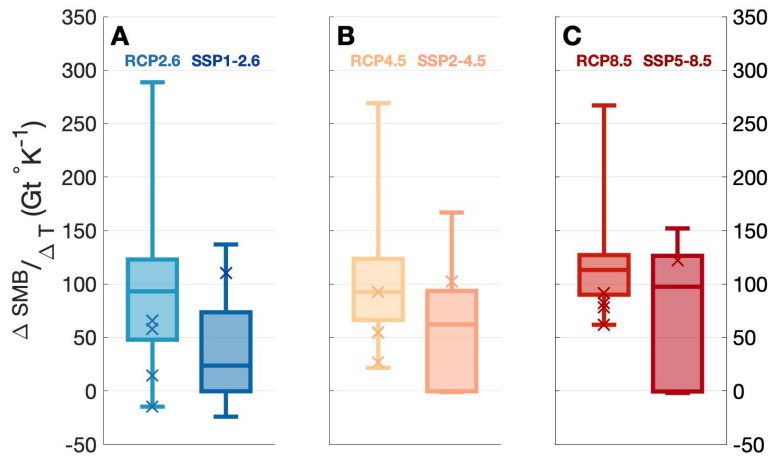 A
RCP2.6 SSP1-2.6
B
RCP4.5 SSP2-4.5
C
RCP8.5 SSP5-8.5
△ SMB/△ T (Gt °K⁻¹)
350
300
250
200
150
100
50
0
-50
350
300
250
200
150
100
50
0
-50